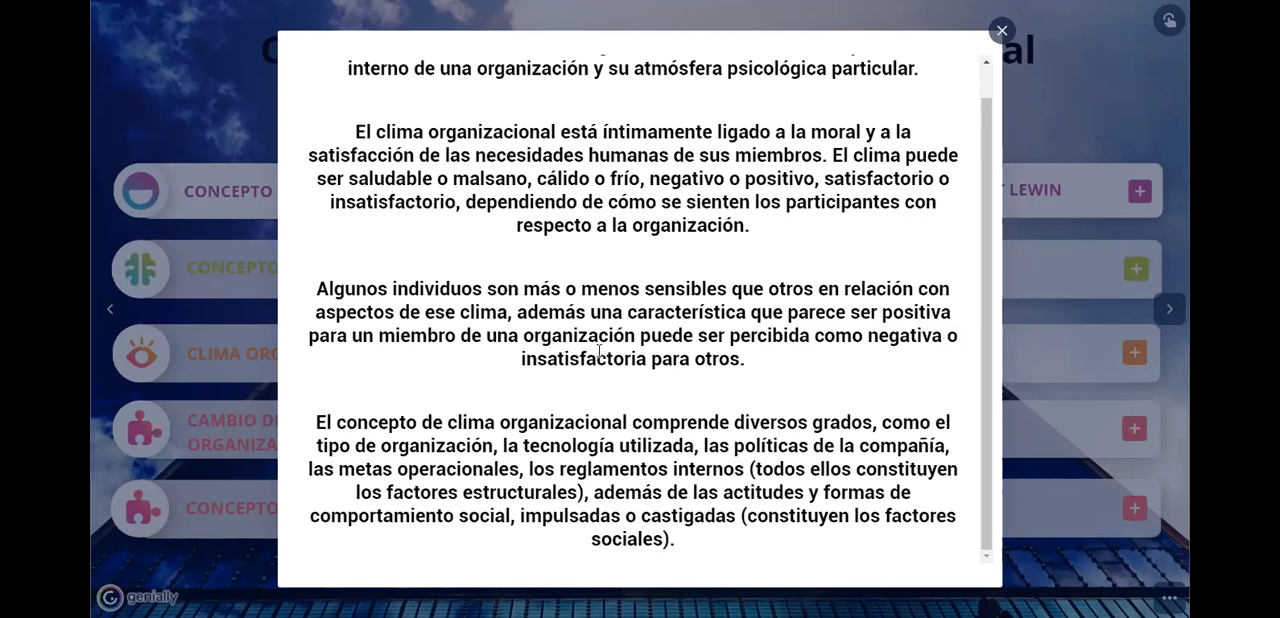 al
interno de una organización y su atmósfera psicológica particular.
El clima organizacional está íntimamente ligado a la moral y a la
satisfacción de las necesidades humanas de sus miembros. El clima puede
ser saludable o malsano, cálido o frío, negativo o positivo, satisfactorio o
insatisfactorio, dependiendo de cómo se sienten los participantes con
respecto a la organización.
Algunos individuos son más o menos sensibles que otros en relación con
aspectos de ese clima, además una característica que parece ser positiva
para un miembro de una organización puede ser percibida como negativa o
insatisfactoria para otros.
El concepto de clima organizacional comprende diversos grados, como el
tipo de organización, la tecnología utilizada, las políticas de la compañía,
las metas operacionales, los reglamentos internos (todos ellos constituyen
los factores estructurales), además de las actitudes y formas de
comportamiento social, impulsadas o castigadas (constituyen los factores
sociales).
CONCEPTO
CONCEPTO
CLIMA ORG
CAMBIO DE
ORGANIZA
CONCEPTO
LEWIN
genially